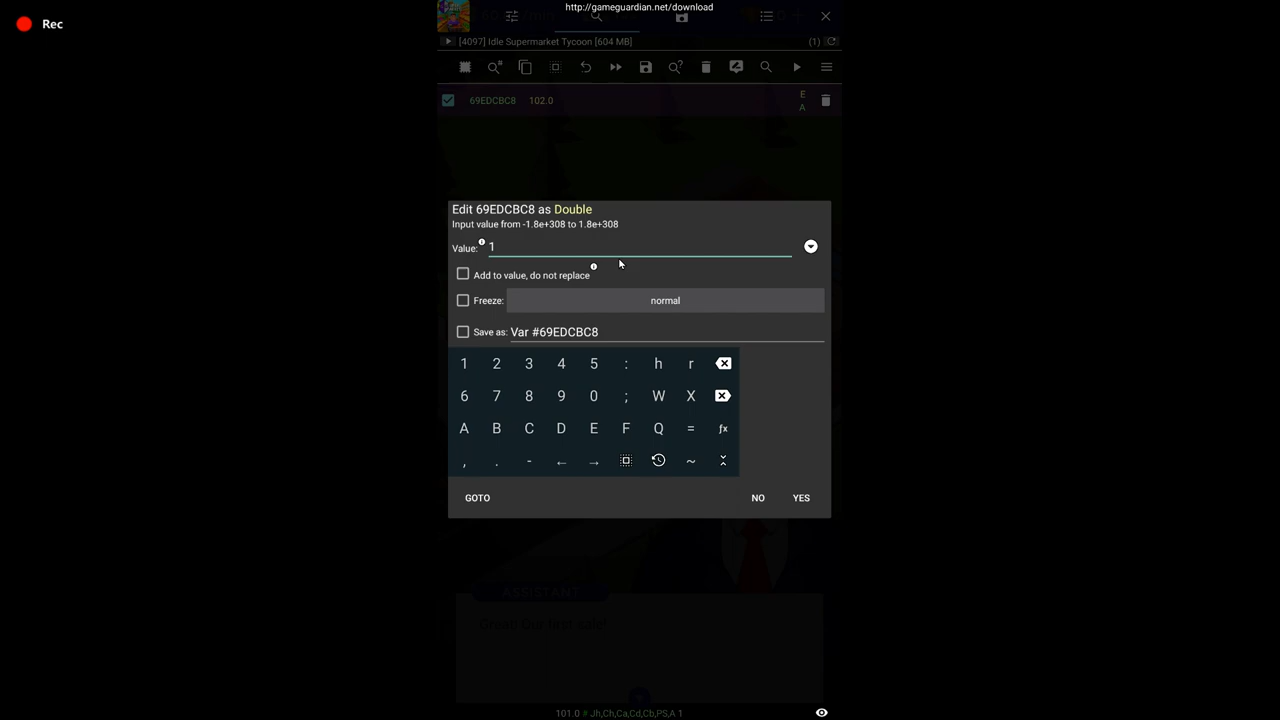 Rec
http://gameguardian.net/download
[4097] Idle Supermarket Tycoon [604 MB]
(1)
69EDCBC8 102.0
E
A
Edit 69EDCBC8 as Double
Input value from -1.8e+308 to 1.8e+308
Value: 1
Add to value, do not replace
Freeze: normal
Save as: Var #69EDCBC8
1 2 3 4 5 : h r
6 7 8 9 0 ; W X
A B C D E F Q = ƒx
, . - ← → ~
GOTO NO YES
ASSISTANT
101.0 # Jh,Ch,Ca,Cd,Cb,PS,A 1